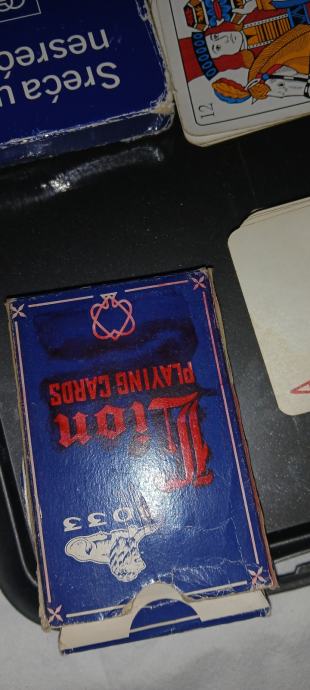 Sreća u
nesreć
12
1033
Lion
PLAYING CARDS